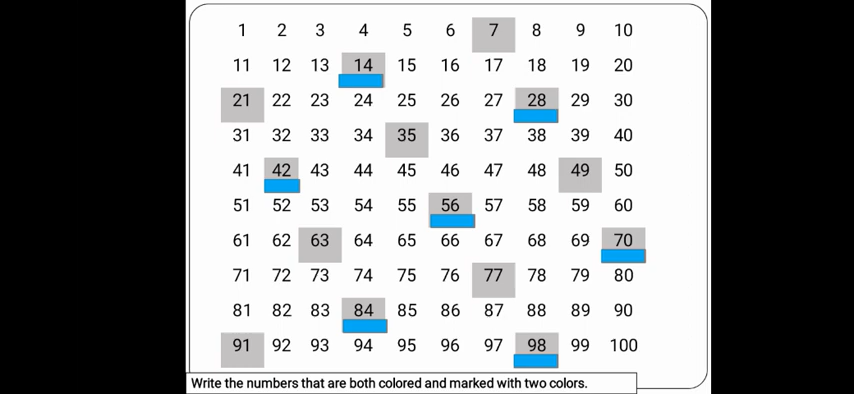 1 2 3 4 5 6 7 8 9 10
11 12 13 14 15 16 17 18 19 20
21 22 23 24 25 26 27 28 29 30
31 32 33 34 35 36 37 38 39 40
41 42 43 44 45 46 47 48 49 50
51 52 53 54 55 56 57 58 59 60
61 62 63 64 65 66 67 68 69 70
71 72 73 74 75 76 77 78 79 80
81 82 83 84 85 86 87 88 89 90
91 92 93 94 95 96 97 98 99 100
Write the numbers that are both colored and marked with two colors.